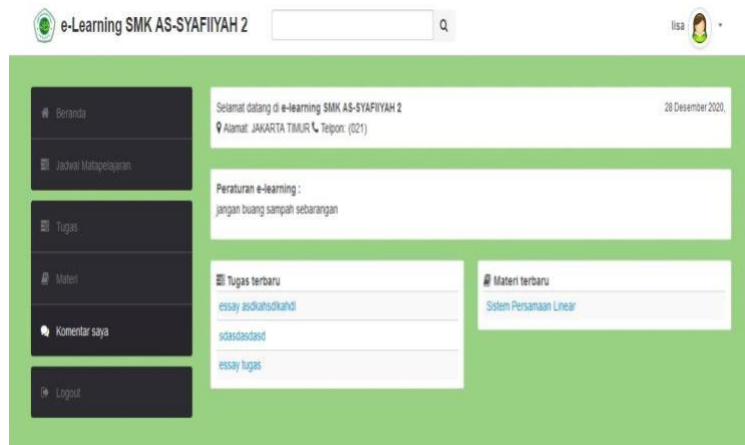 e-Learning SMK AS-SYAFIIYAH 2
lisa
Beranda
Jadwal Matapelajaran
Tugas
Materi
Komentar saya
Logout
Selamat datang di e-learning SMK AS-SYAFIIYAH 2
28 Desember 2020,
Alamat: JAKARTA TIMUR Telpon: (021)
Peraturan e-learning :
jangan buang sampah sebarangan
Tugas terbaru
essay asdkahsdkahdl
sdasdasdasd
essay tugas
Materi terbaru
Sistem Persamaan Linear